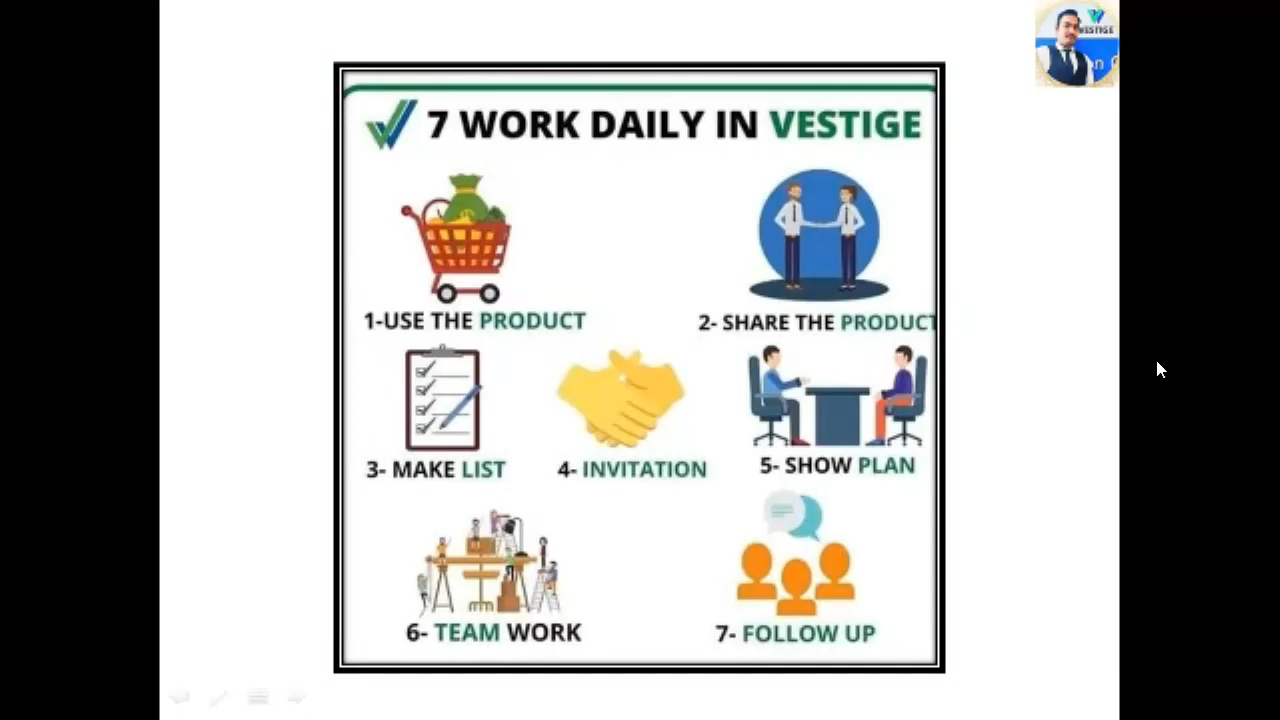 VESTIGE
7 WORK DAILY IN VESTIGE
1-USE THE PRODUCT
2- SHARE THE PRODUCT
3- MAKE LIST
4- INVITATION
5- SHOW PLAN
6- TEAM WORK
7- FOLLOW UP